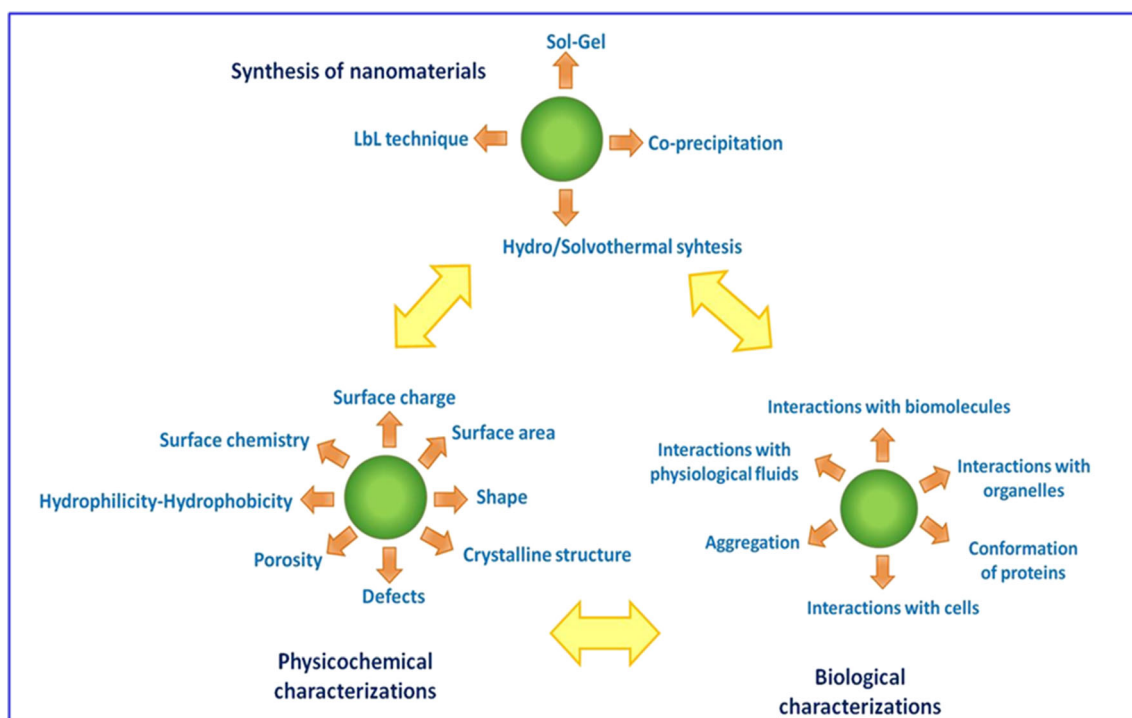 Sol-Gel
Synthesis of nanomaterials
LbL technique
Co-precipitation
Hydro/Solvothermal syhtesis
Surface charge
Surface chemistry
Surface area
Hydrophilicity-Hydrophobicity
Shape
Porosity
Crystalline structure
Defects
Physicochemical
characterizations
Interactions with biomolecules
Interactions with
physiological fluids
Interactions with
organelles
Aggregation
Conformation
of proteins
Interactions with cells
Biological
characterizations